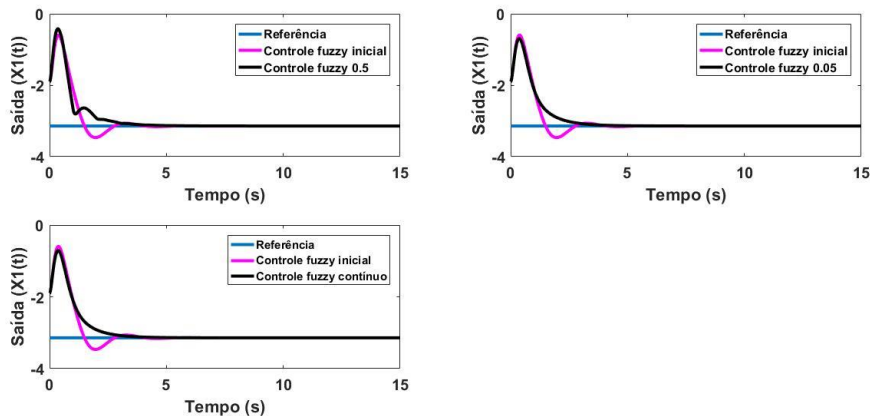 0
-2
-4
Saída (X1(t))
Referência
Controle fuzzy inicial
Controle fuzzy 0.5
0 5 10 15
Tempo (s)
0
-2
-4
Saída (X1(t))
Referência
Controle fuzzy inicial
Controle fuzzy 0.05
0 5 10 15
Tempo (s)
0
-2
-4
Saída (X1(t))
Referência
Controle fuzzy inicial
Controle fuzzy contínuo
0 5 10 15
Tempo (s)